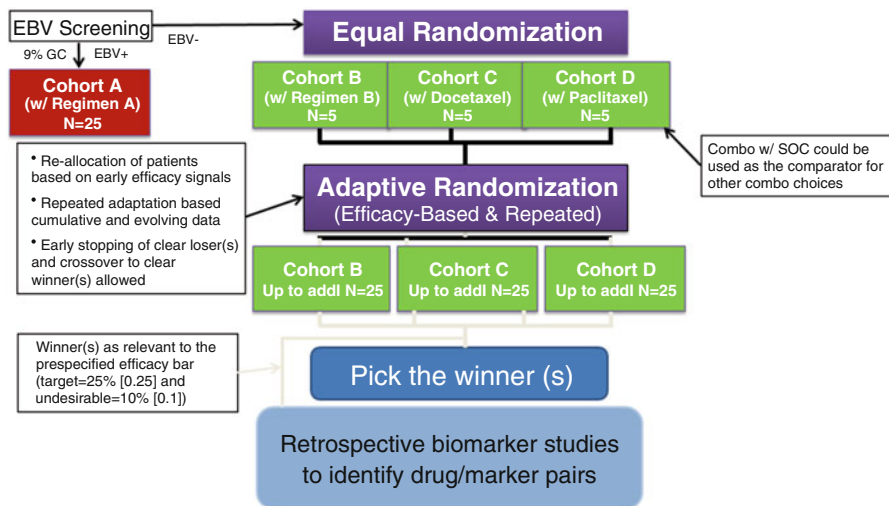 EBV Screening
EBV-
9% GC
EBV+
Equal Randomization
Cohort A
(w/ Regimen A)
N=25
Cohort B
(w/ Regimen B)
N=5
Cohort C
(w/ Docetaxel)
N=5
Cohort D
(w/ Paclitaxel)
N=5
Combo w/ SOC could be
used as the comparator for
other combo choices
• Re-allocation of patients
based on early efficacy signals
• Repeated adaptation based
cumulative and evolving data
• Early stopping of clear loser(s)
and crossover to clear
winner(s) allowed
Adaptive Randomization
(Efficacy-Based & Repeated)
Cohort B
Up to addl N=25
Cohort C
Up to addl N=25
Cohort D
Up to addl N=25
Winner(s) as relevant to the
prespecified efficacy bar
(target=25% [0.25] and
undesirable=10% [0.1])
Pick the winner (s)
Retrospective biomarker studies
to identify drug/marker pairs